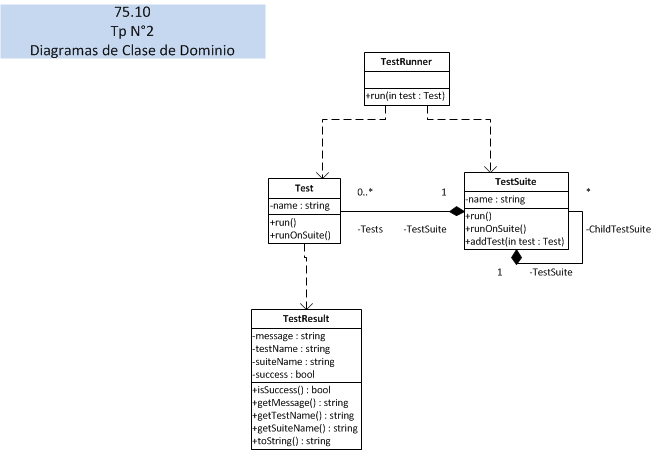 75.10
Tp N°2
Diagramas de Clase de Dominio
TestRunner
+run(in test : Test)
Test
-name : string
+run()
+runOnSuite()
0..*
1
-Tests
-TestSuite
TestSuite
-name : string
+run()
+runOnSuite()
+addTest(in test : Test)
*
-ChildTestSuite
1
-TestSuite
TestResult
-message : string
-testName : string
-suiteName : string
-success : bool
+isSuccess() : bool
+getMessage() : string
+getTestName() : string
+getSuiteName() : string
+toString() : string